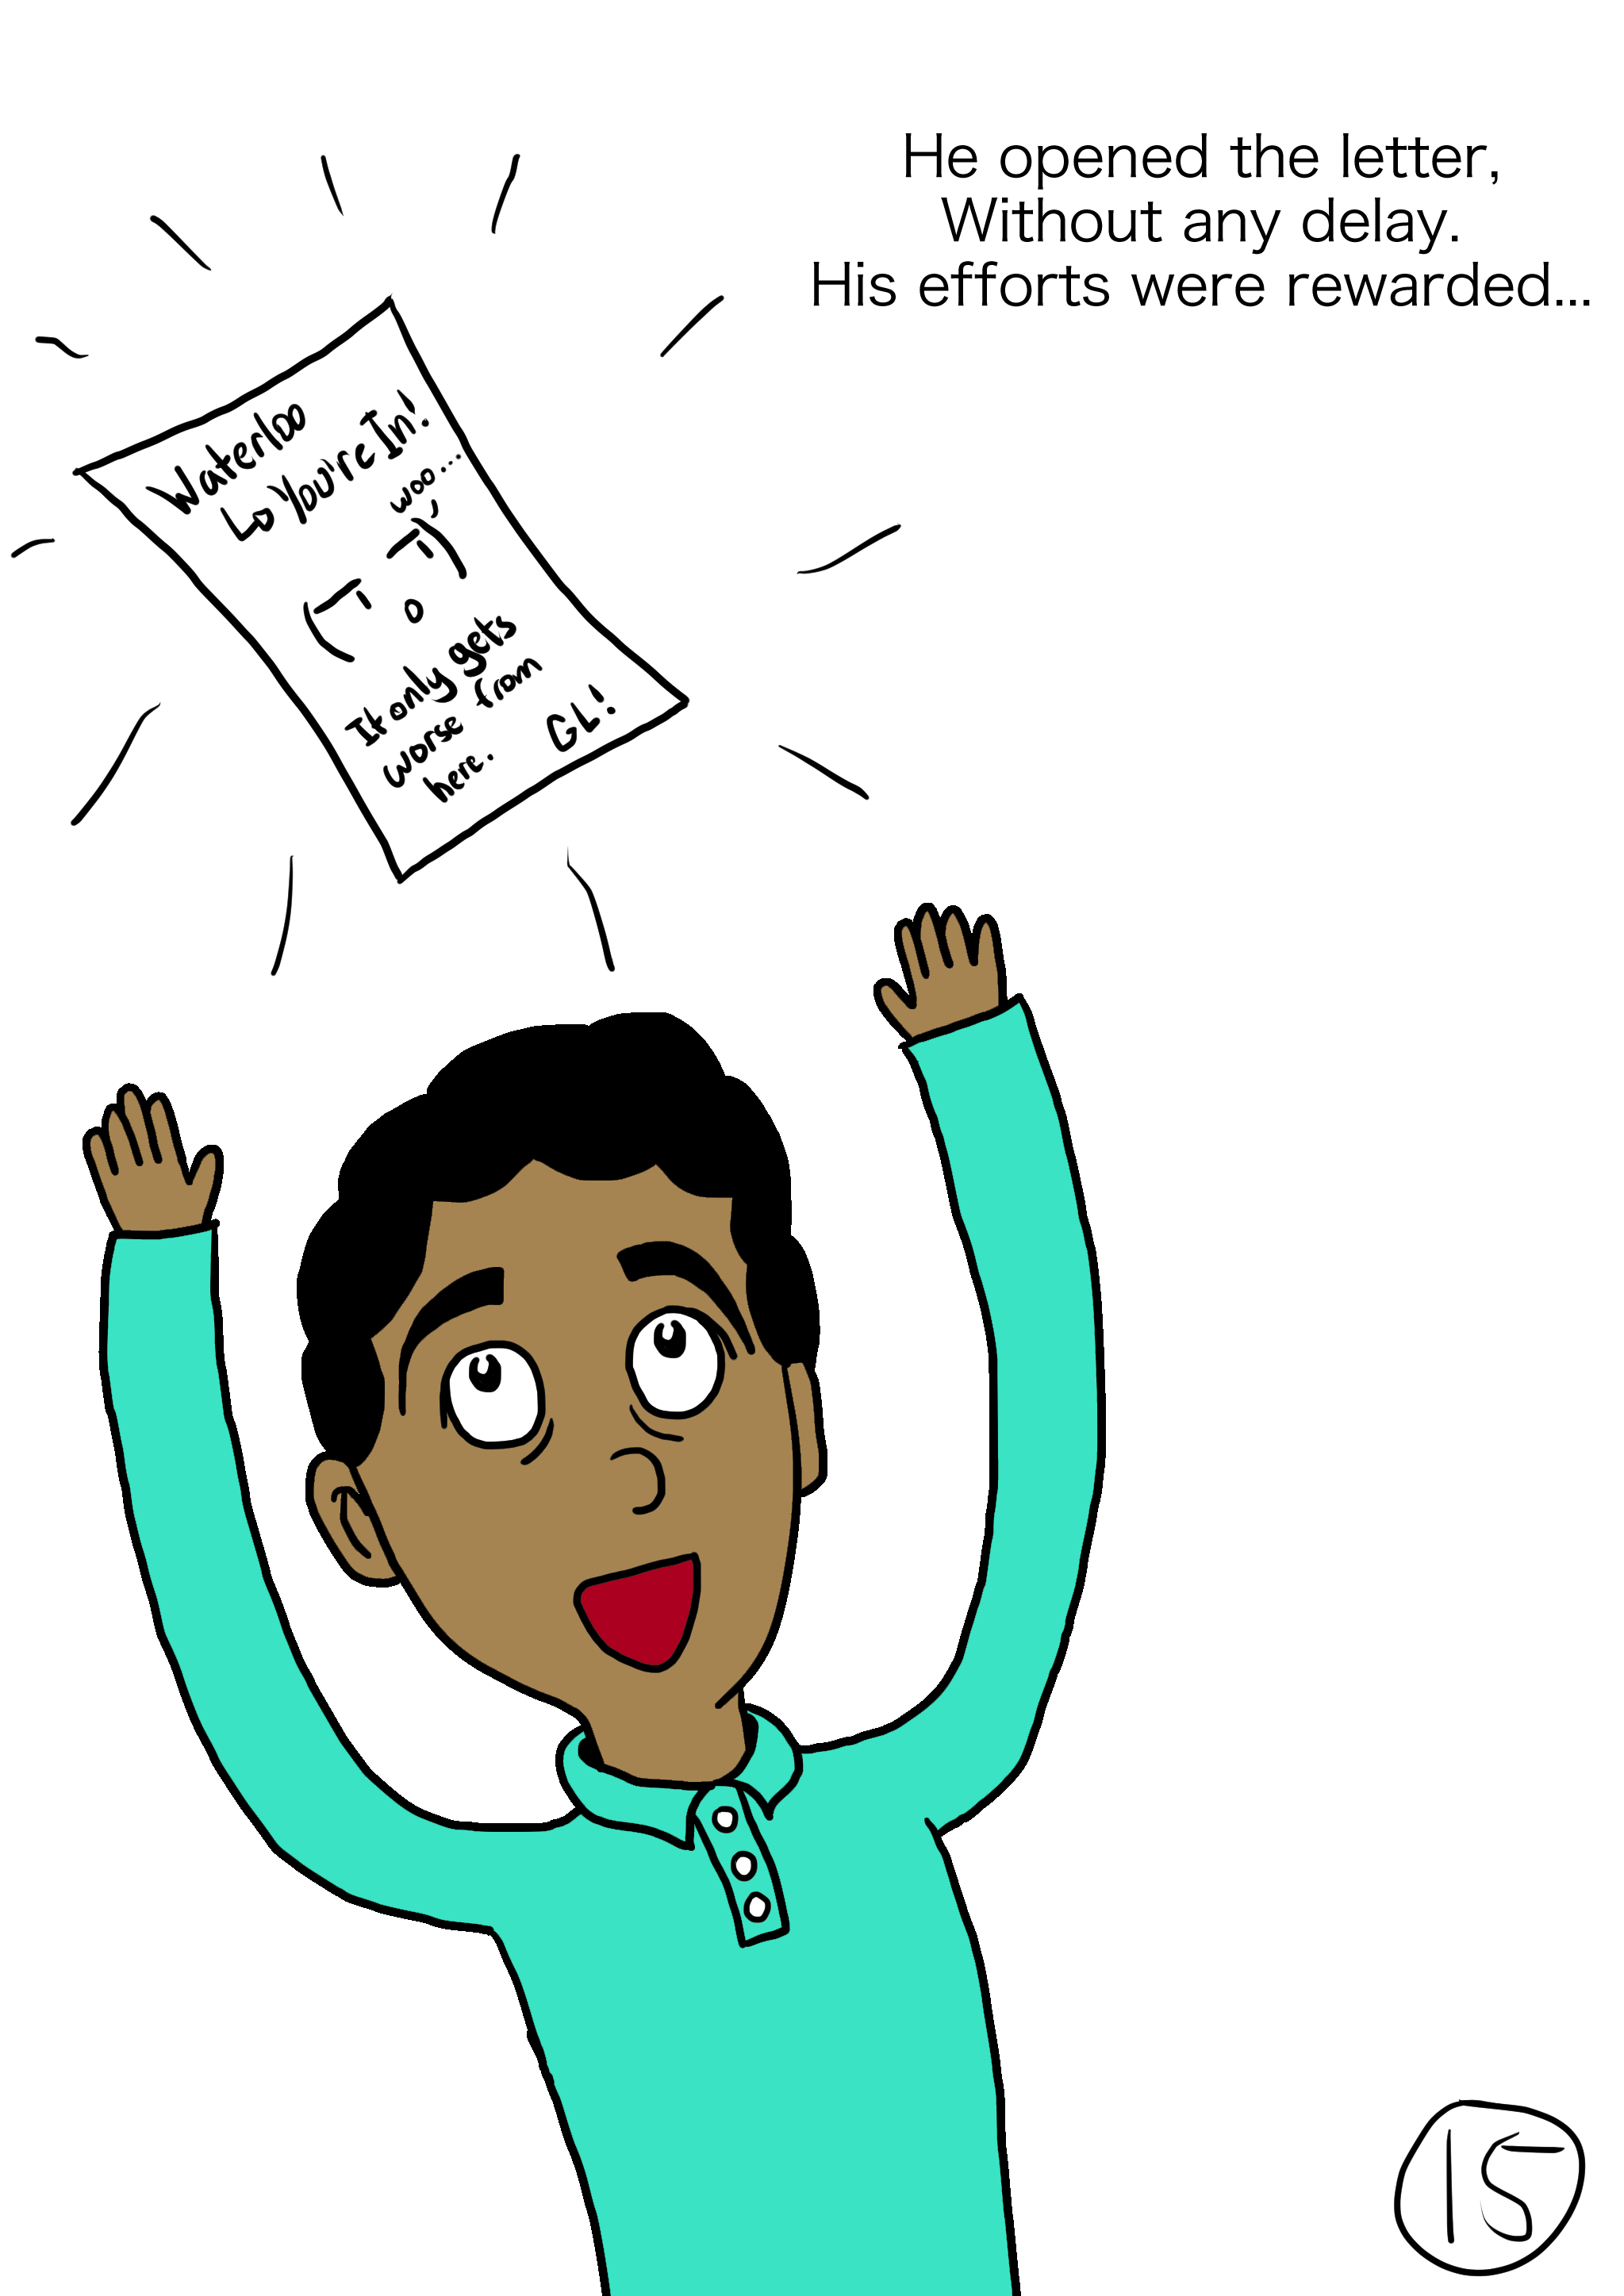 He opened the letter,
Without any delay.
His efforts were rewarded...
Waterloo
↳ You're In!
woo...
It only gets
worse from
here.
GL!
15